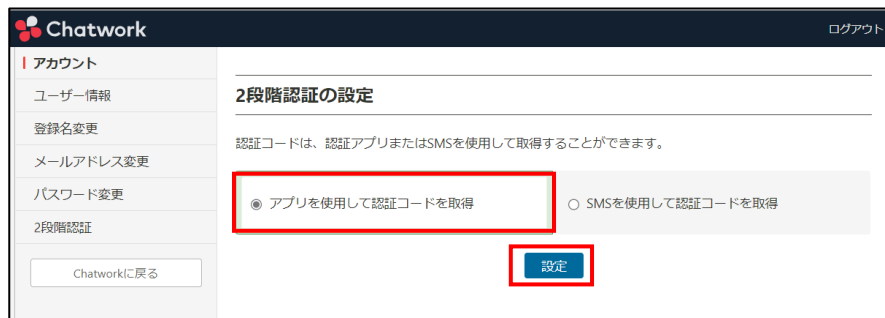 Chatwork
ログアウト
アカウント
ユーザー情報
登録名変更
メールアドレス変更
パスワード変更
2段階認証
Chatworkに戻る
2段階認証の設定
認証コードは、認証アプリまたはSMSを使用して取得することができます。
アプリを使用して認証コードを取得
SMSを使用して認証コードを取得
設定